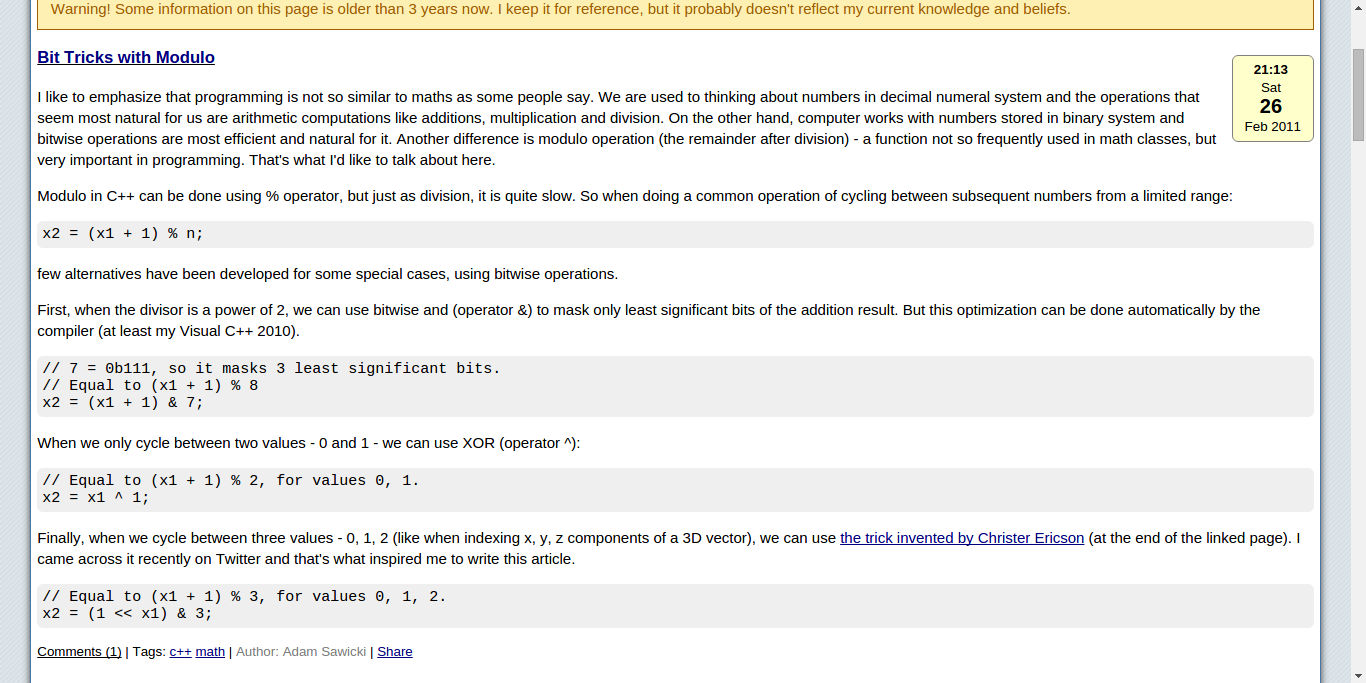 Warning! Some information on this page is older than 3 years now. I keep it for reference, but it probably doesn't reflect my current knowledge and beliefs.
Bit Tricks with Modulo
21:13
Sat
26
Feb 2011
I like to emphasize that programming is not so similar to maths as some people say. We are used to thinking about numbers in decimal numeral system and the operations that
seem most natural for us are arithmetic computations like additions, multiplication and division. On the other hand, computer works with numbers stored in binary system and
bitwise operations are most efficient and natural for it. Another difference is modulo operation (the remainder after division) - a function not so frequently used in math classes, but
very important in programming. That's what I'd like to talk about here.
Modulo in C++ can be done using % operator, but just as division, it is quite slow. So when doing a common operation of cycling between subsequent numbers from a limited range:
x2 = (x1 + 1) % n;
few alternatives have been developed for some special cases, using bitwise operations.
First, when the divisor is a power of 2, we can use bitwise and (operator &) to mask only least significant bits of the addition result. But this optimization can be done automatically by the
compiler (at least my Visual C++ 2010).
// 7 = 0b111, so it masks 3 least significant bits.
// Equal to (x1 + 1) % 8
x2 = (x1 + 1) & 7;
When we only cycle between two values - 0 and 1 - we can use XOR (operator ^):
// Equal to (x1 + 1) % 2, for values 0, 1.
x2 = x1 ^ 1;
Finally, when we cycle between three values - 0, 1, 2 (like when indexing x, y, z components of a 3D vector), we can use the trick invented by Christer Ericson (at the end of the linked page). I
came across it recently on Twitter and that's what inspired me to write this article.
// Equal to (x1 + 1) % 3, for values 0, 1, 2.
x2 = (1 << x1) & 3;
Comments (1) | Tags: c++ math | Author: Adam Sawicki | Share